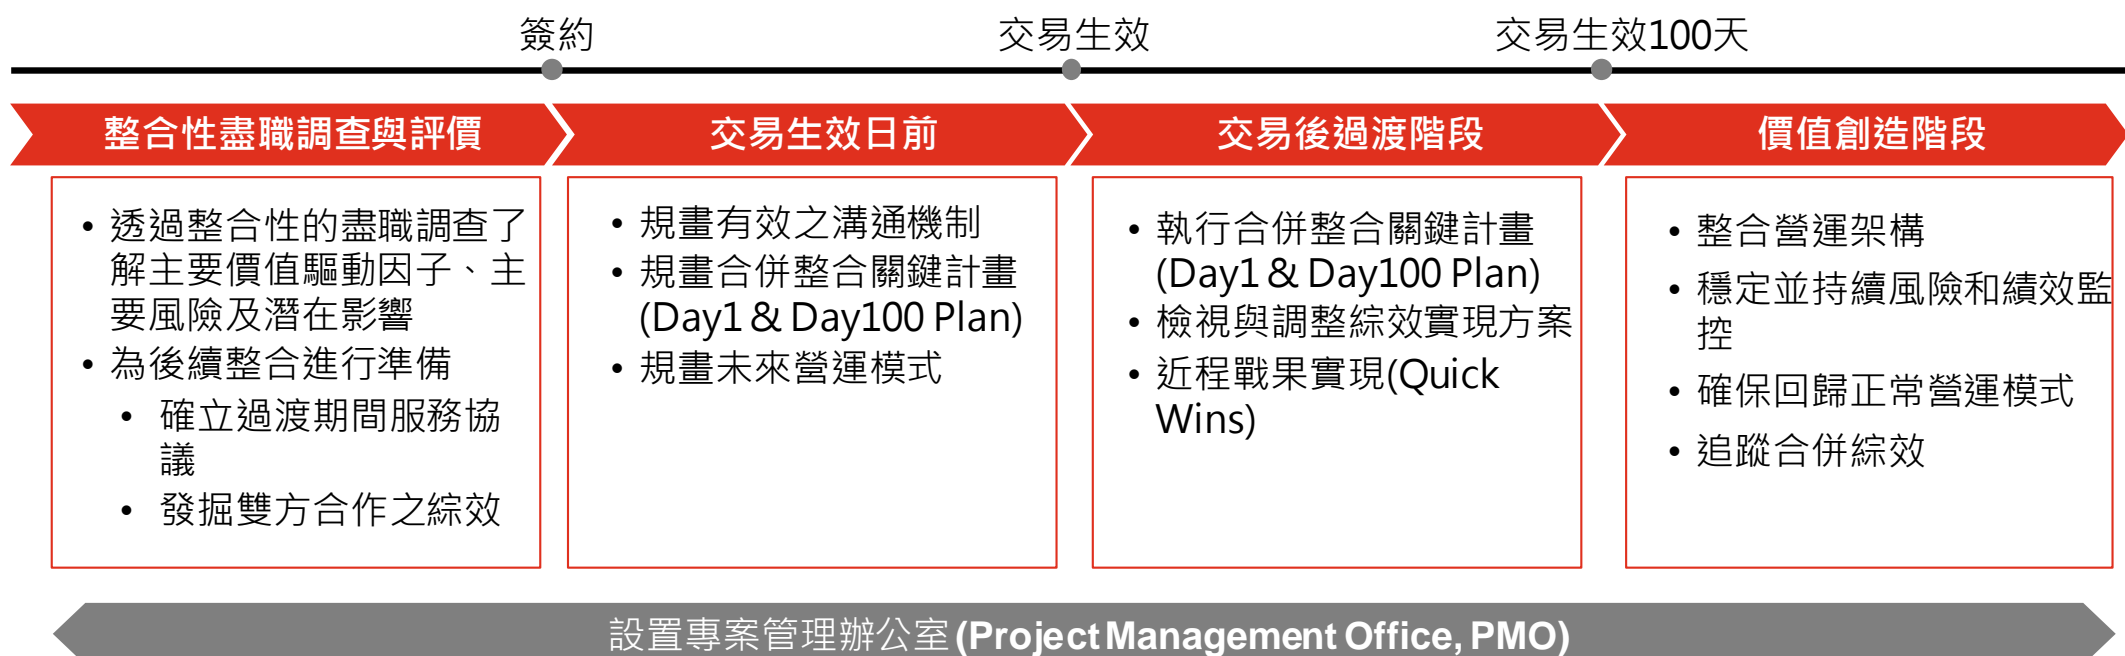 簽約
交易生效
交易生效100天
整合性盡職調查與評價
交易生效日前
交易後過渡階段
價值創造階段
• 透過整合性的盡職調查了
解主要價值驅動因子、主
要風險及潛在影響
• 為後續整合進行準備
• 確立過渡期間服務協
議
• 發掘雙方合作之綜效
• 規畫有效之溝通機制
• 規畫合併整合關鍵計畫
(Day1 & Day100 Plan)
• 規畫未來營運模式
• 執行合併整合關鍵計畫
(Day1 & Day100 Plan)
• 檢視與調整綜效實現方案
• 近程戰果實現(Quick
Wins)
• 整合營運架構
• 穩定並持續風險和績效監
控
• 確保回歸正常營運模式
• 追蹤合併綜效
設置專案管理辦公室 (Project Management Office, PMO)